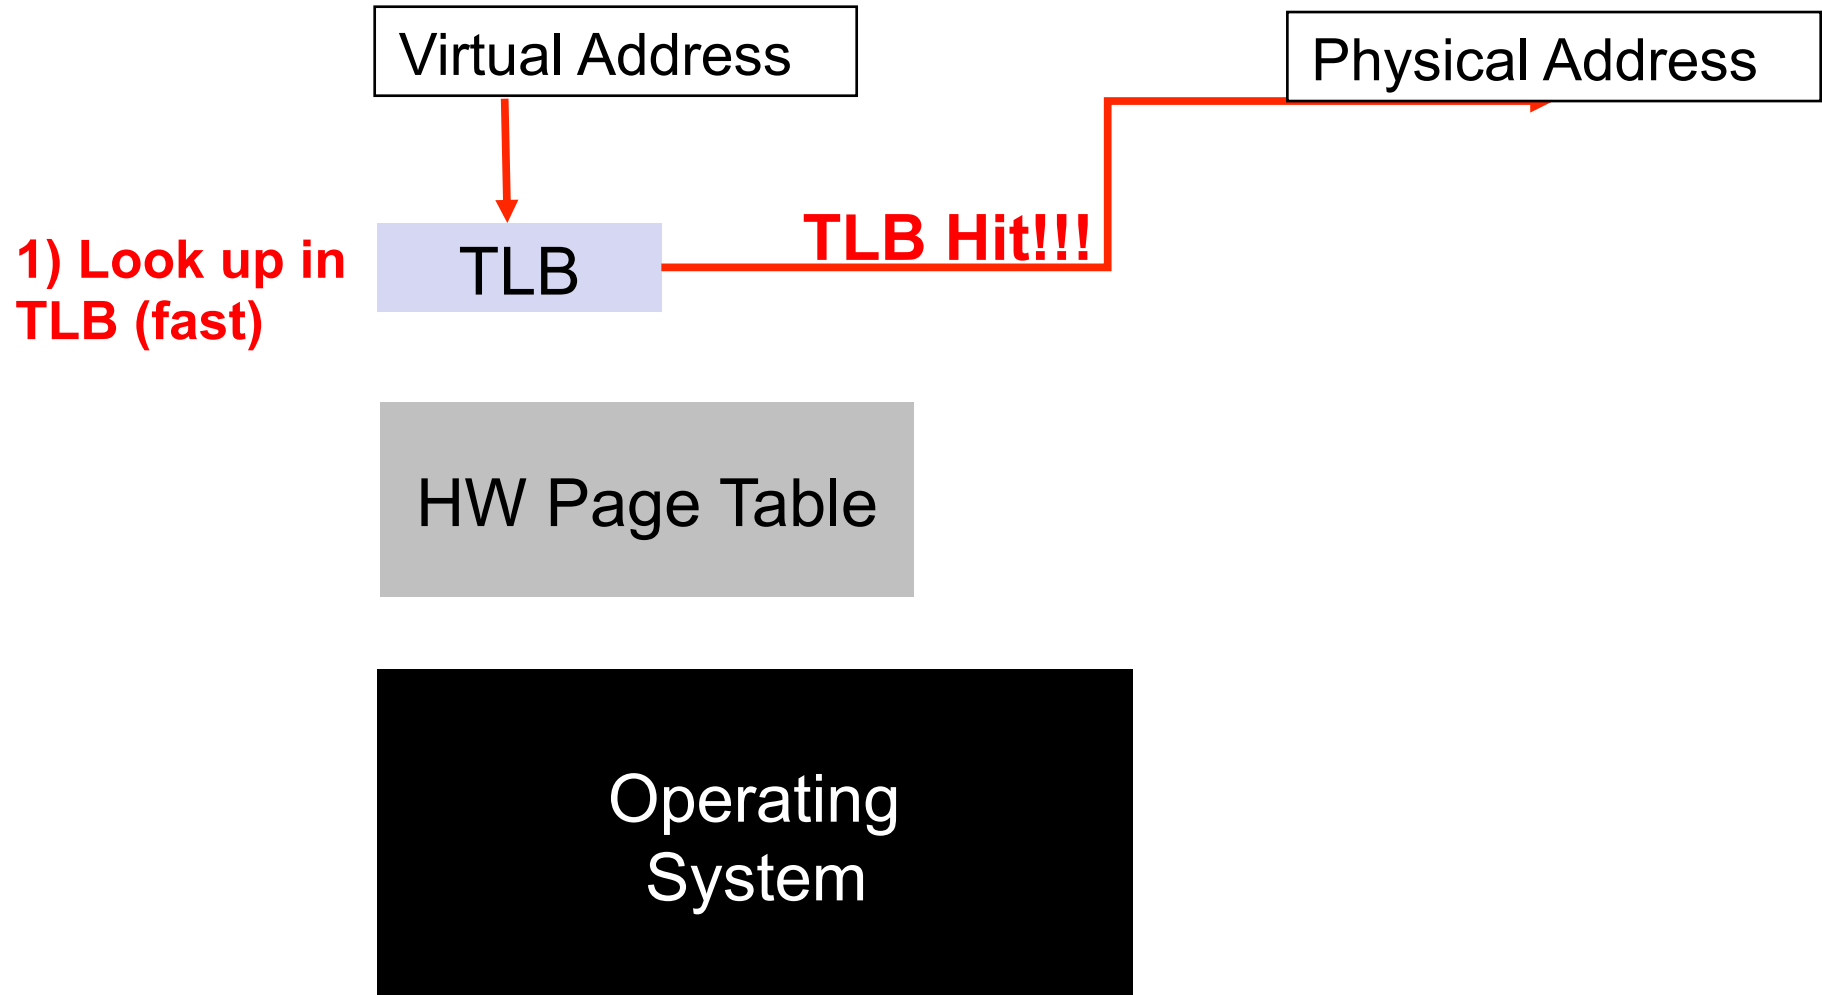 Virtual Address
Physical Address
TLB Hit!!!
1) Look up in
TLB (fast)
TLB
HW Page Table
Operating
System